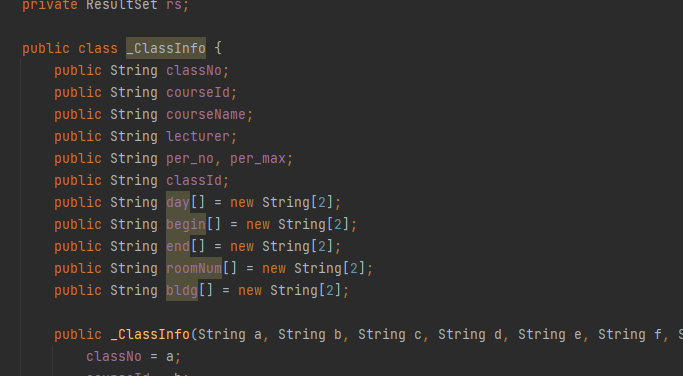 private ResultSet rs;
public class _ClassInfo {
public String classNo;
public String courseId;
public String courseName;
public String lecturer;
public String per_no, per_max;
public String classId;
public String day[] = new String[2];
public String begin[] = new String[2];
public String end[] = new String[2];
public String roomNum[] = new String[2];
public String bldg[] = new String[2];
public _ClassInfo(String a, String b, String c, String d, String e, String f, S
classNo = a;